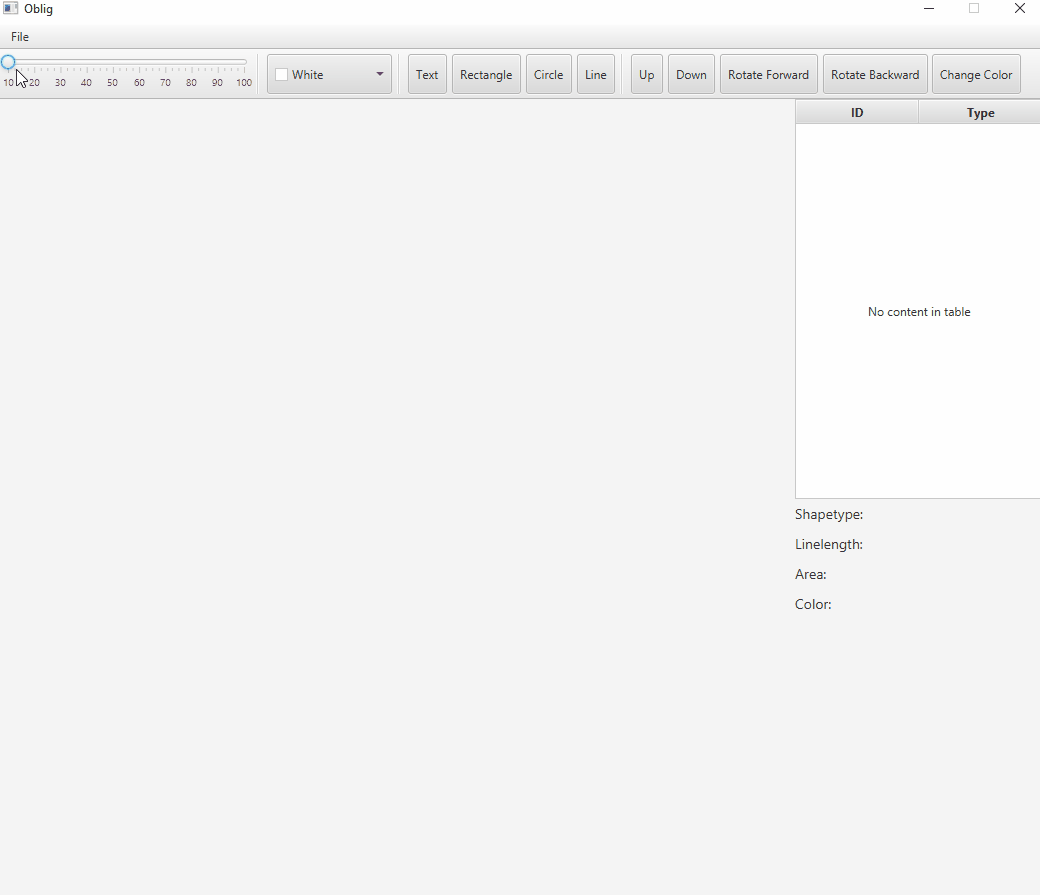 Oblig
File
10 20 30 40 50 60 70 80 90 100
White
Text Rectangle Circle Line Up Down Rotate Forward Rotate Backward Change Color
ID Type
No content in table
Shapetype:
Linelength:
Area:
Color: